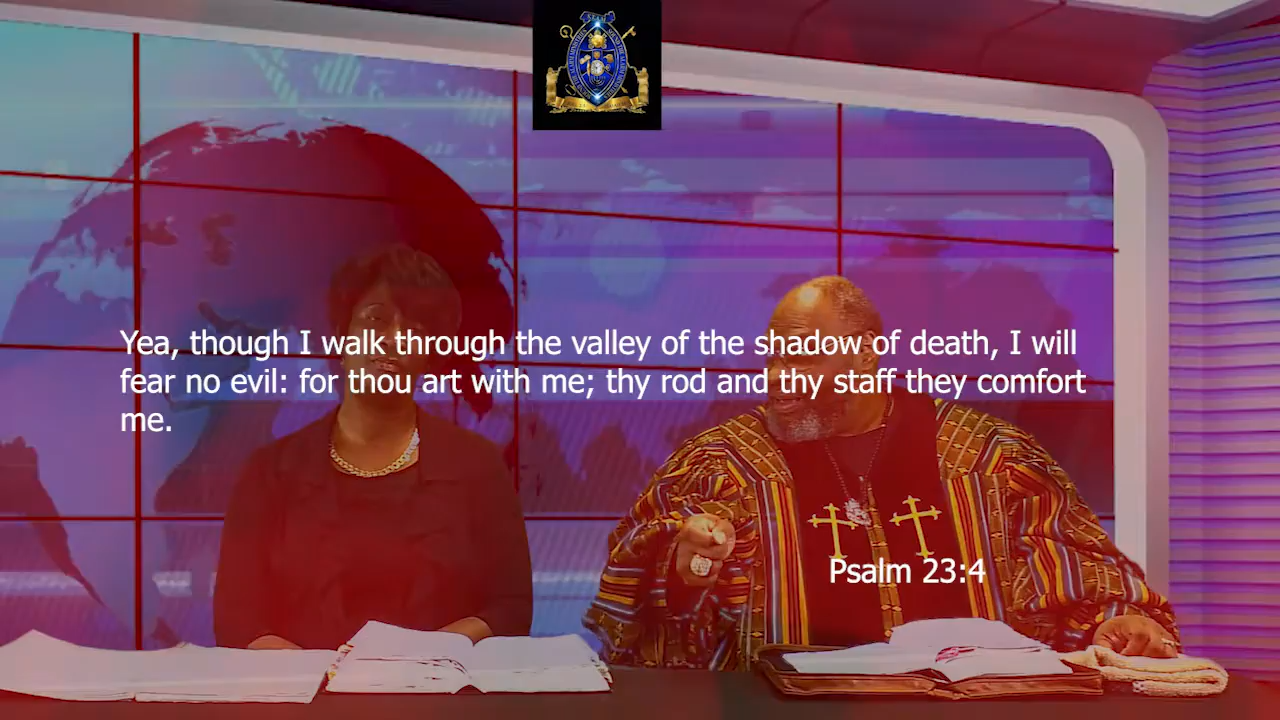 Yea, though I walk through the valley of the shadow of death, I will
fear no evil: for thou art with me; thy rod and thy staff they comfort
me.
Psalm 23:4